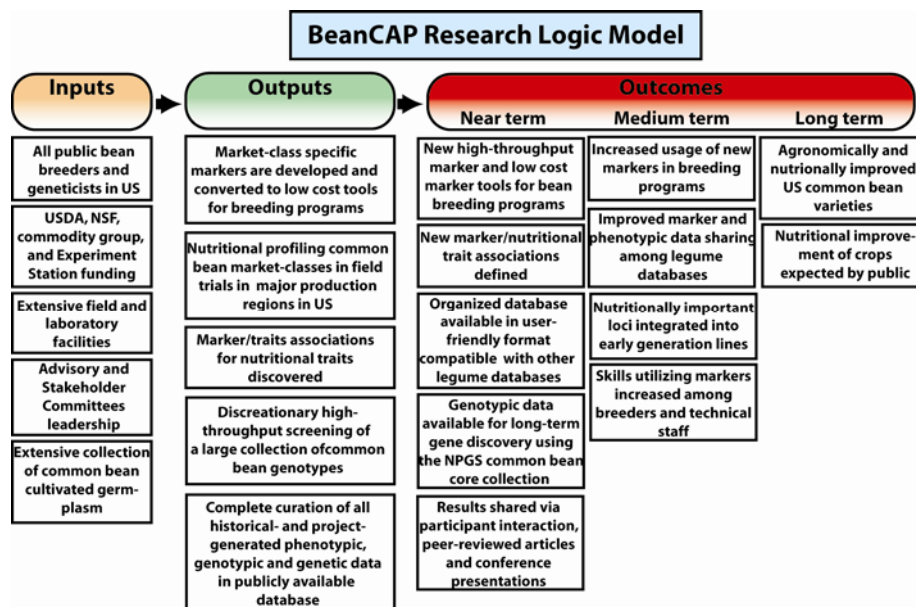 BeanCAP Research Logic Model
Inputs
Outputs
Outcomes
Near term
Medium term
Long term
All public bean
breeders and
geneticists in US
USDA, NSF,
commodity group,
and Experiment
Station funding
Extensive field and
laboratory
facilities
Advisory and
Stakeholder
Committees
leadership
Extensive collection
of common bean
cultivated germ-
plasm
Market-class specific
markers are developed and
converted to low cost tools
for breeding programs
Nutritional profiling common
bean market-classes in field
trials in major production
regions in US
Marker/traits associations
for nutritional traits
discovered
Discreationary high-
throughput screening of
a large collection ofcommon
bean genotypes
Complete curation of all
historical- and project-
generated phenotypic,
genotypic and genetic data
in publicly available
database
New high-throughput
marker and low cost
marker tools for bean
breeding programs
New marker/nutritional
trait associations
defined
Organized database
available in user-
friendly format
compatible with other
legume databases
Genotypic data
available for long-term
gene discovery using
the NPGS common bean
core collection
Results shared via
participant interaction,
peer-reviewed articles
and conference
presentations
Increased usage of new
markers in breeding
programs
Improved marker and
phenotypic data sharing
among legume
databases
Nutritionally important
loci integrated into
early generation lines
Skills utilizing markers
increased among
breeders and technical
staff
Agronomically and
nutrionally improved
US common bean
varieties
Nutritional improve-
ment of crops
expected by public